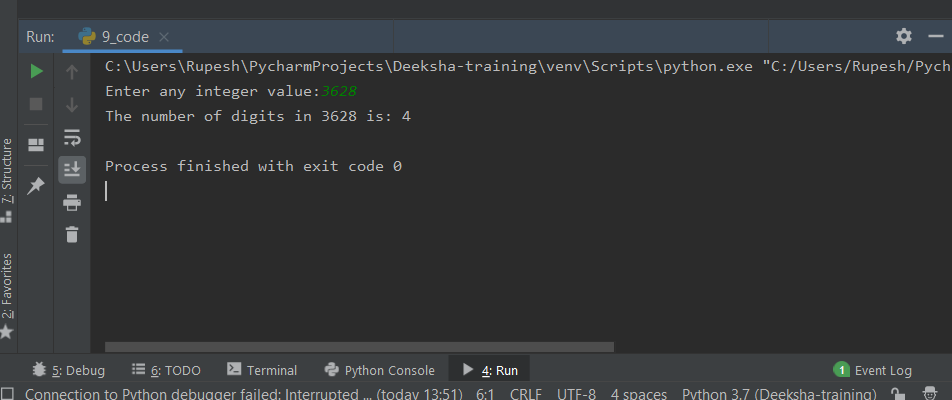 Run: 9_code
C:\Users\Rupesh\PycharmProjects\Deeksha-training\venv\Scripts\python.exe "C:/Users/Rupesh/Pych
Enter any integer value:3628
The number of digits in 3628 is: 4
Process finished with exit code 0
7: Structure
2: Favorites
5: Debug 6: TODO Terminal Python Console 4: Run 1 Event Log
Connection to Python debugger failed: Interrupted ... (today 13:51) 6:1 CRLF UTF-8 4 spaces Python 3.7 (Deeksha-training)